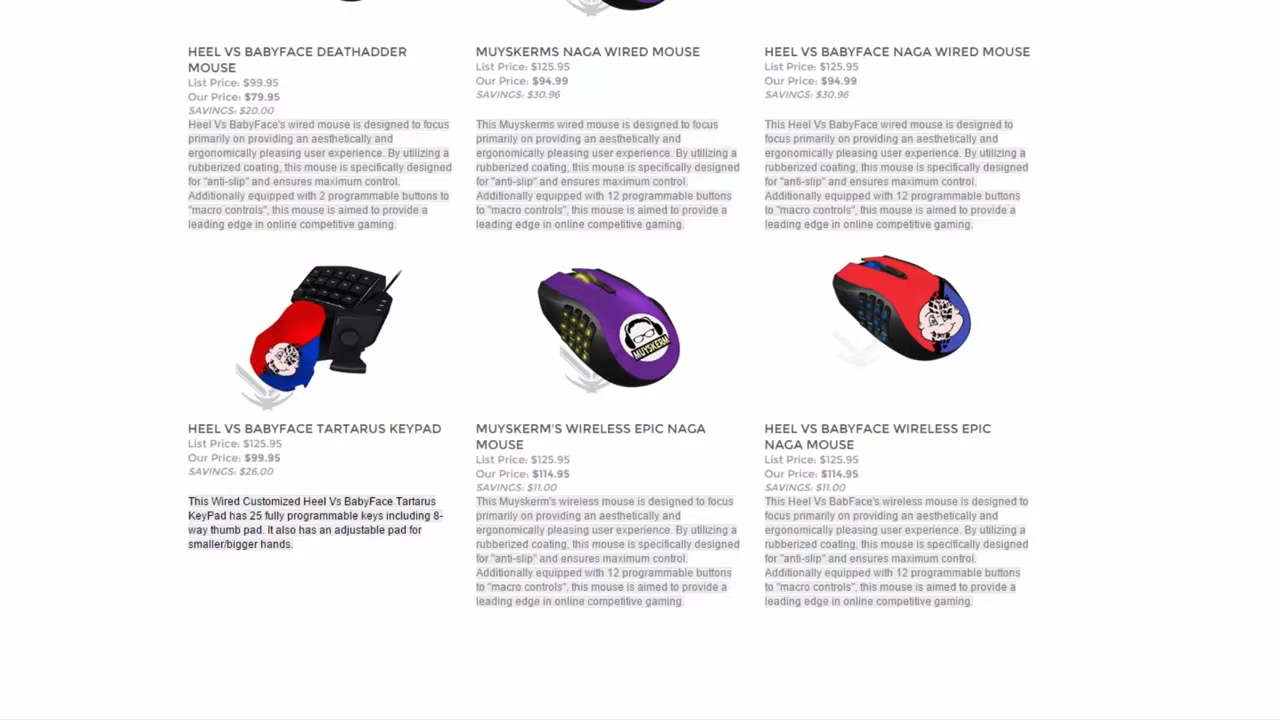 HEEL VS BABYFACE DEATHADDER
MOUSE
List Price: $99.95
Our Price: $79.95
SAVINGS: $20.00
Heel Vs BabyFace's wired mouse is designed to focus
primarily on providing an aesthetically and
ergonomically pleasing user experience. By utilizing a
rubberized coating, this mouse is specifically designed
for "anti-slip" and ensures maximum control.
Additionally equipped with 2 programmable buttons to
"macro controls", this mouse is aimed to provide a
leading edge in online competitive gaming.
MUYSKERMS NAGA WIRED MOUSE
List Price: $125.95
Our Price: $94.99
SAVINGS: $30.96
This Muyskerms wired mouse is designed to focus
primarily on providing an aesthetically and
ergonomically pleasing user experience. By utilizing a
rubberized coating, this mouse is specifically designed
for "anti-slip" and ensures maximum control.
Additionally equipped with 12 programmable buttons
to "macro controls", this mouse is aimed to provide a
leading edge in online competitive gaming.
HEEL VS BABYFACE NAGA WIRED MOUSE
List Price: $125.95
Our Price: $94.99
SAVINGS: $30.96
This Heel Vs BabyFace wired mouse is designed to
focus primarily on providing an aesthetically and
ergonomically pleasing user experience. By utilizing a
rubberized coating, this mouse is specifically designed
for "anti-slip" and ensures maximum control.
Additionally equipped with 12 programmable buttons
to "macro controls", this mouse is aimed to provide a
leading edge in online competitive gaming.
HEEL VS BABYFACE TARTARUS KEYPAD
List Price: $125.95
Our Price: $99.95
SAVINGS: $26.00
This Wired Customized Heel Vs BabyFace Tartarus
KeyPad has 25 fully programmable keys including 8-
way thumb pad. It also has an adjustable pad for
smaller/bigger hands.
MUYSKERM
MUYSKERM'S WIRELESS EPIC NAGA
MOUSE
List Price: $125.95
Our Price: $114.95
SAVINGS: $11.00
This Muyskerm's wireless mouse is designed to focus
primarily on providing an aesthetically and
ergonomically pleasing user experience. By utilizing a
rubberized coating, this mouse is specifically designed
for "anti-slip" and ensures maximum control.
Additionally equipped with 12 programmable buttons
to "macro controls", this mouse is aimed to provide a
leading edge in online competitive gaming.
HEEL VS BABYFACE WIRELESS EPIC
NAGA MOUSE
List Price: $125.95
Our Price: $114.95
SAVINGS: $11.00
This Heel Vs BabFace's wireless mouse is designed to
focus primarily on providing an aesthetically and
ergonomically pleasing user experience. By utilizing a
rubberized coating, this mouse is specifically designed
for "anti-slip" and ensures maximum control.
Additionally equipped with 12 programmable buttons
to "macro controls", this mouse is aimed to provide a
leading edge in online competitive gaming.